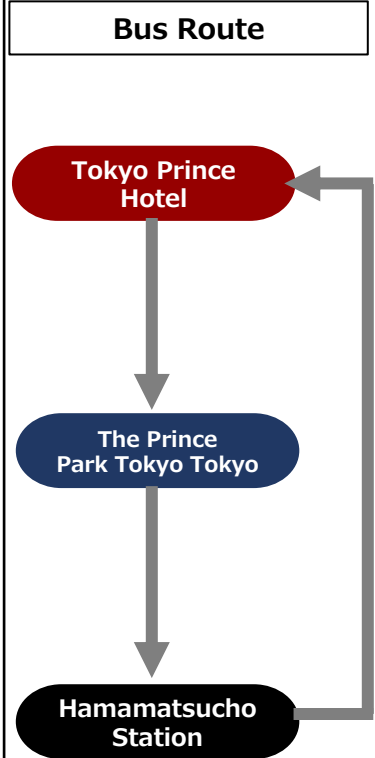 Bus Route
Tokyo Prince
Hotel
The Prince
Park Tokyo Tokyo
Hamamatsucho
Station